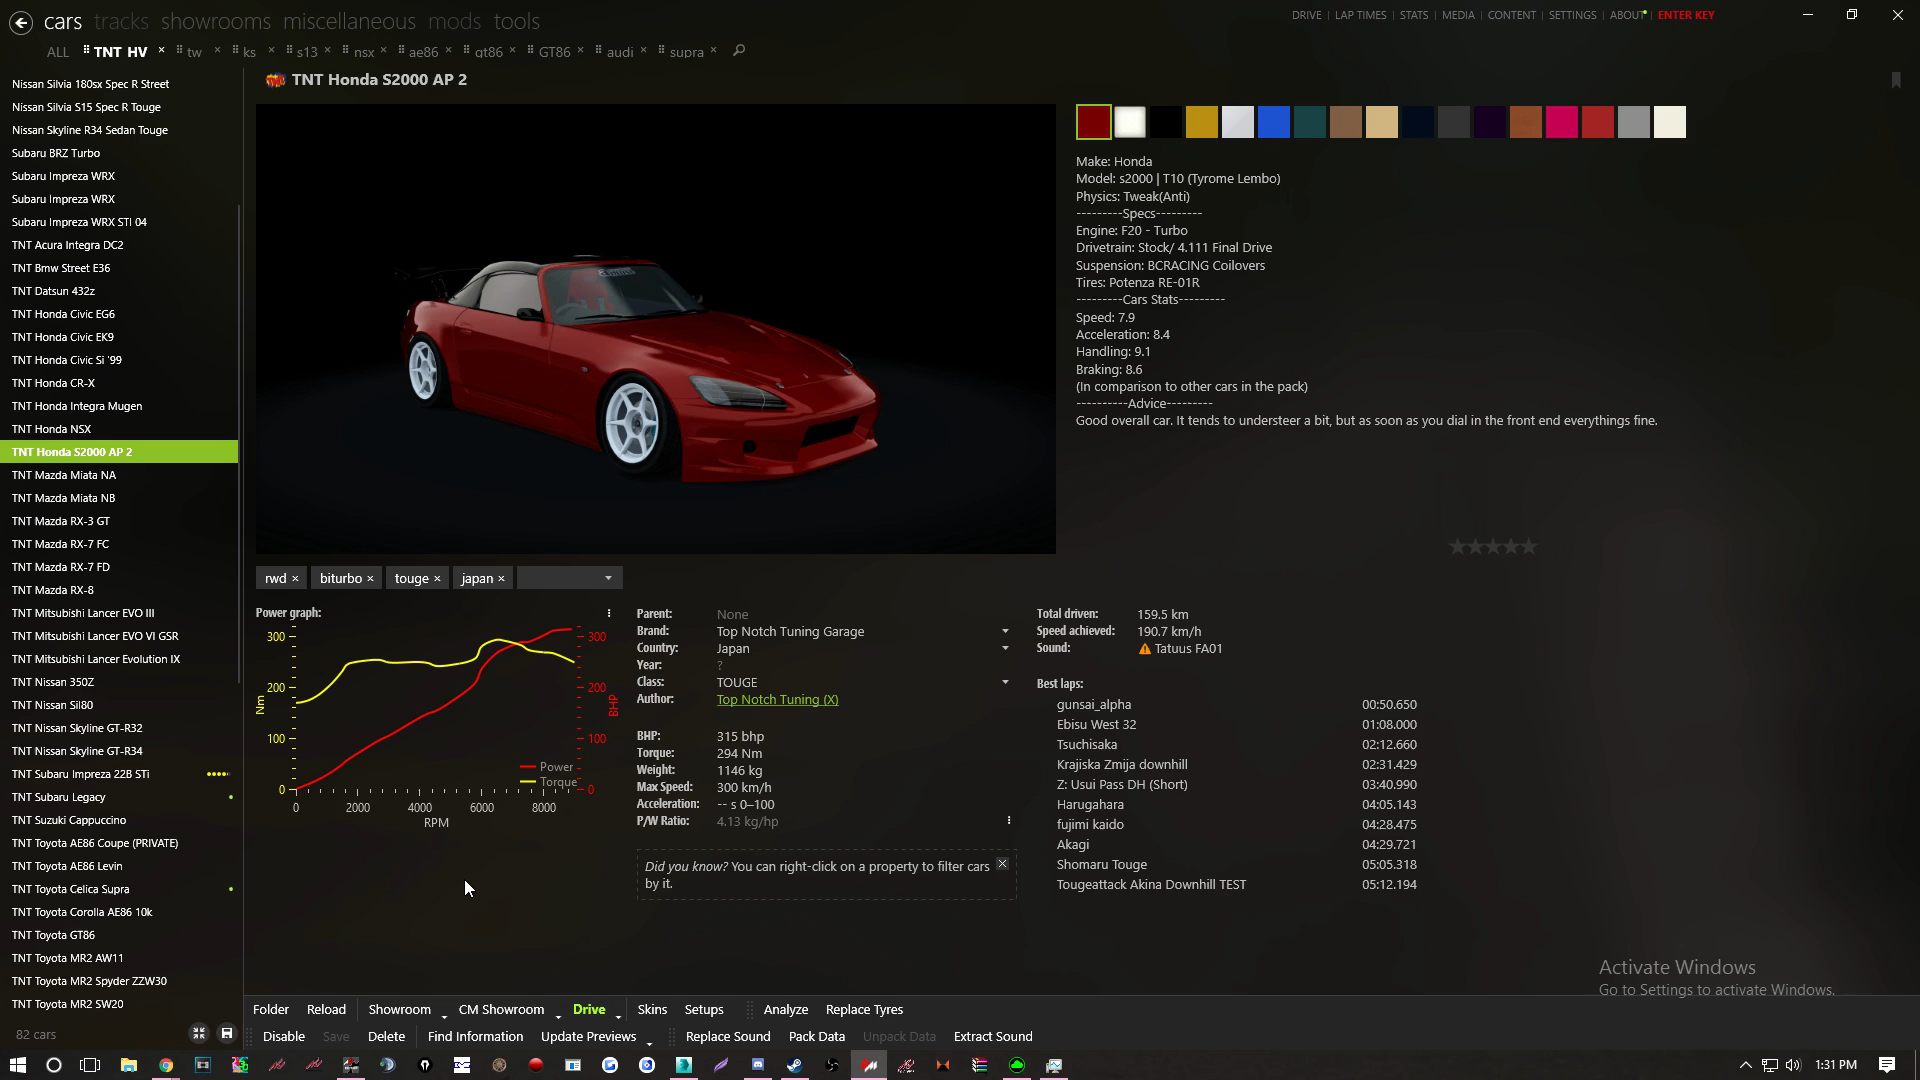 cars tracks showrooms miscellaneous mods tools
DRIVE | LAP TIMES | STATS | MEDIA | CONTENT | SETTINGS | ABOUT | ENTER KEY
ALL TNT HV × tw × ks × s13 × nsx × ae86 × gt86 × GT86 × audi × supra ×
Nissan Silvia 180sx Spec R Street
Nissan Silvia S15 Spec R Touge
Nissan Skyline R34 Sedan Touge
Subaru BRZ Turbo
Subaru Impreza WRX
Subaru Impreza WRX
Subaru Impreza WRX STI 04
TNT Acura Integra DC2
TNT Bmw Street E36
TNT Datsun 432z
TNT Honda Civic EG6
TNT Honda Civic EK9
TNT Honda Civic Si '99
TNT Honda CR-X
TNT Honda Integra Mugen
TNT Honda NSX
TNT Honda S2000 AP 2
TNT Mazda Miata NA
TNT Mazda Miata NB
TNT Mazda RX-3 GT
TNT Mazda RX-7 FC
TNT Mazda RX-7 FD
TNT Mazda RX-8
TNT Mitsubishi Lancer EVO III
TNT Mitsubishi Lancer EVO VI GSR
TNT Mitsubishi Lancer Evolution IX
TNT Nissan 350Z
TNT Nissan Sil80
TNT Nissan Skyline GT-R32
TNT Nissan Skyline GT-R34
TNT Subaru Impreza 22B STi
TNT Subaru Legacy
TNT Suzuki Cappuccino
TNT Toyota AE86 Coupe (PRIVATE)
TNT Toyota AE86 Levin
TNT Toyota Celica Supra
TNT Toyota Corolla AE86 10k
TNT Toyota GT86
TNT Toyota MR2 AW11
TNT Toyota MR2 Spyder ZZW30
TNT Toyota MR2 SW20
82 cars
TNT Honda S2000 AP 2
Make: Honda
Model: s2000 | T10 (Tyrome Lembo)
Physics: Tweak(Anti)
---------Specs---------
Engine: F20 - Turbo
Drivetrain: Stock/ 4.111 Final Drive
Suspension: BCRACING Coilovers
Tires: Potenza RE-01R
---------Cars Stats---------
Speed: 7.9
Acceleration: 8.4
Handling: 9.1
Braking: 8.6
(In comparison to other cars in the pack)
----------Advice---------
Good overall car. It tends to understeer a bit, but as soon as you dial in the front end everythings fine.
rwd × biturbo × touge × japan ×
Power graph:
300
200
100
0
Nm
300
200
100
0
BHP
Power
Torque
0 2000 4000 6000 8000
RPM
Parent: None
Brand: Top Notch Tuning Garage
Country: Japan
Year: ?
Class: TOUGE
Author: Top Notch Tuning (X)
BHP: 315 bhp
Torque: 294 Nm
Weight: 1146 kg
Max Speed: 300 km/h
Acceleration: -- s 0–100
P/W Ratio: 4.13 kg/hp
Did you know? You can right-click on a property to filter cars
by it.
Total driven: 159.5 km
Speed achieved: 190.7 km/h
Sound: Tatuus FA01
Best laps:
gunsai_alpha 00:50.650
Ebisu West 32 01:08.000
Tsuchisaka 02:12.660
Krajiska Zmija downhill 02:31.429
Z: Usui Pass DH (Short) 03:40.990
Harugahara 04:05.143
fujimi kaido 04:28.475
Akagi 04:29.721
Shomaru Touge 05:05.318
Tougeattack Akina Downhill TEST 05:12.194
Activate Windows
Go to Settings to activate Windows.
Folder Reload Showroom CM Showroom Drive Skins Setups Analyze Replace Tyres
Disable Save Delete Find Information Update Previews Replace Sound Pack Data Unpack Data Extract Sound
1:31 PM